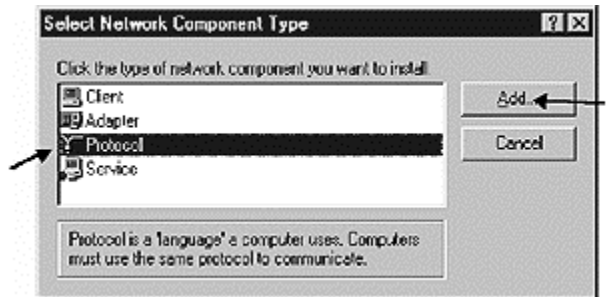 Select Network Component Type
Click the type of network component you want to install
Client
Adapter
Protocol
Service
Add...
Cancel
Protocol is a 'language' a computer uses. Computers
must use the same protocol to communicate.